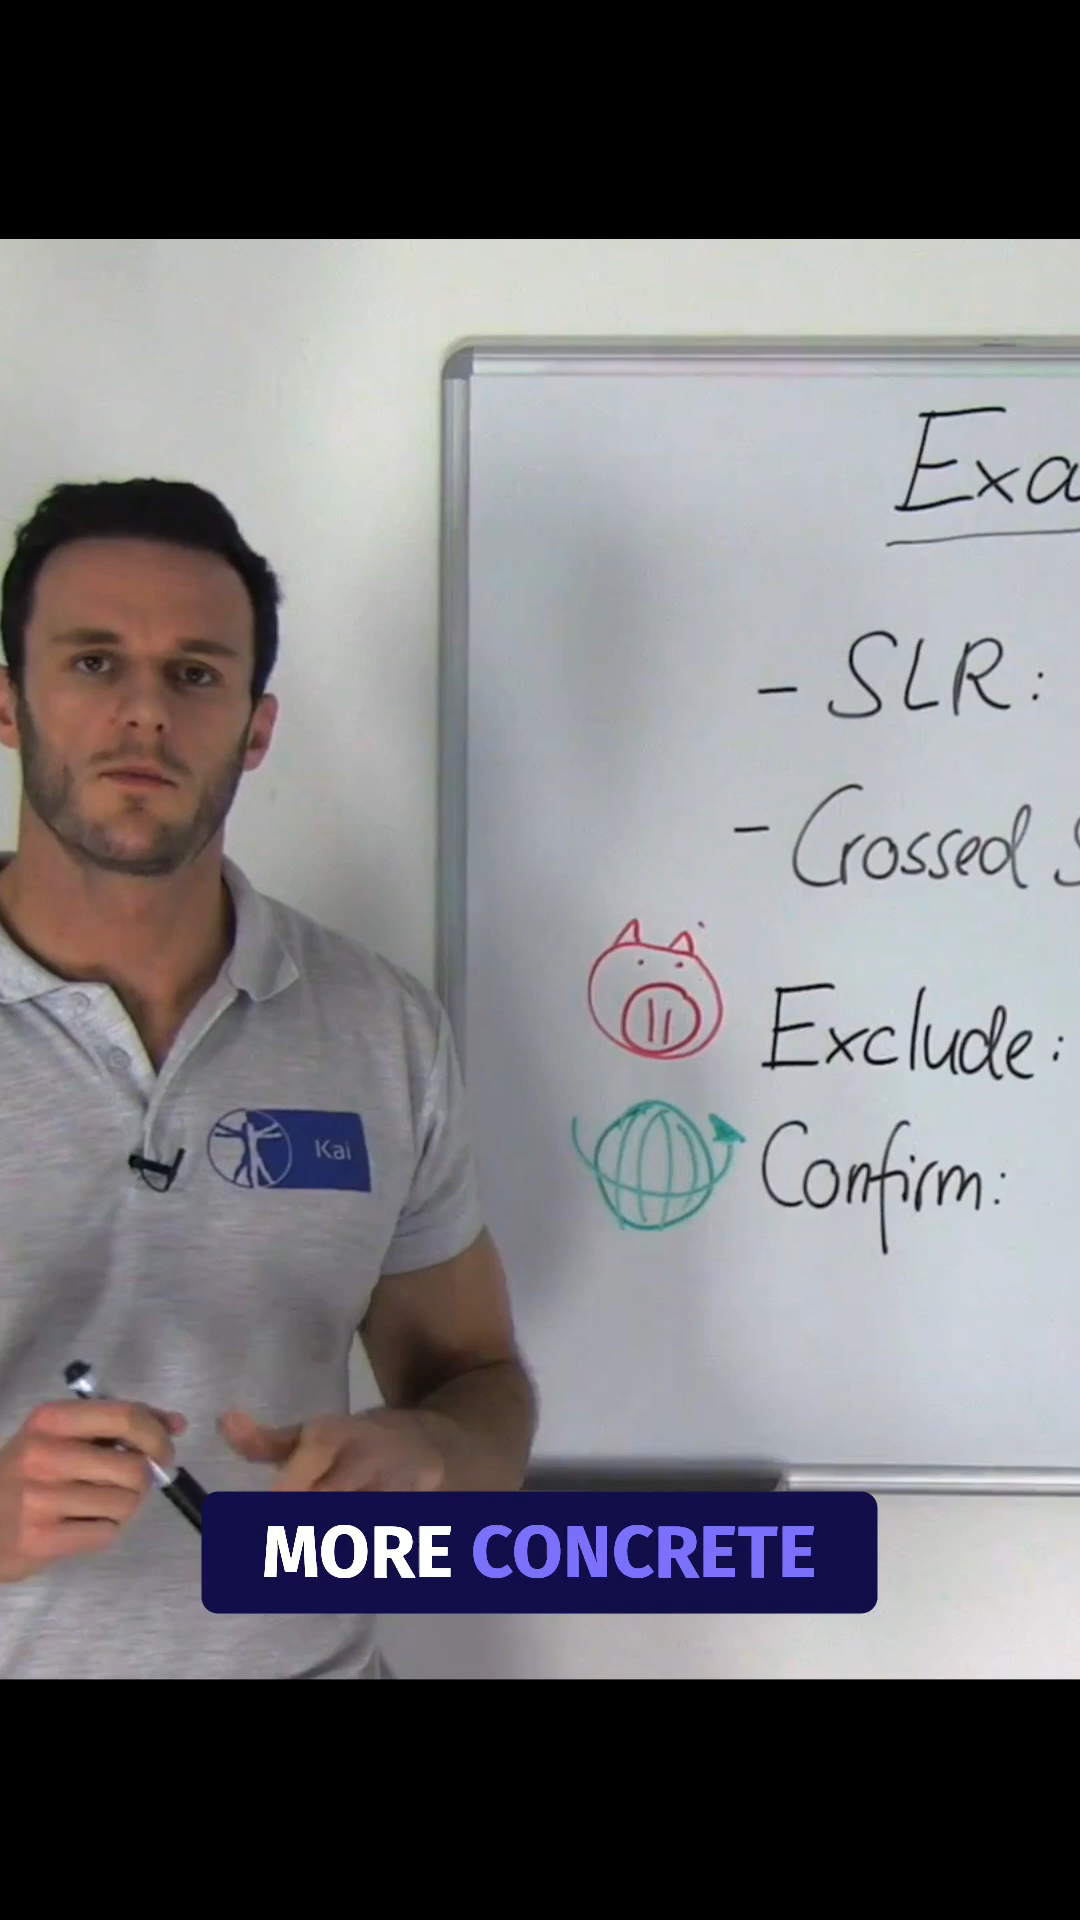 Exa
- SLR:
- Crossed S
Exclude:
Confirm:
Kai
MORE CONCRETE